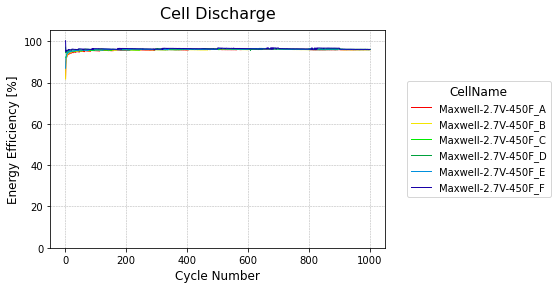 Cell Discharge
Energy Efficiency [%]
100
80
60
40
20
0
0 200 400 600 800 1000
Cycle Number
CellName
Maxwell-2.7V-450F_A
Maxwell-2.7V-450F_B
Maxwell-2.7V-450F_C
Maxwell-2.7V-450F_D
Maxwell-2.7V-450F_E
Maxwell-2.7V-450F_F